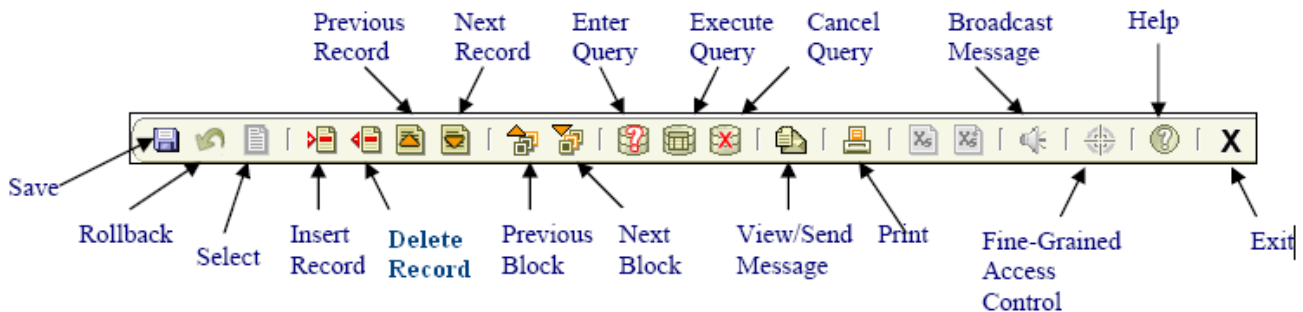 Previous
Record
Next
Record
Enter
Query
Execute
Query
Cancel
Query
Broadcast
Message
Help
X
Save
Rollback
Select
Insert
Record
Delete
Record
Previous
Block
Next
Block
View/Send
Message
Print
Fine-Grained
Access
Control
Exit